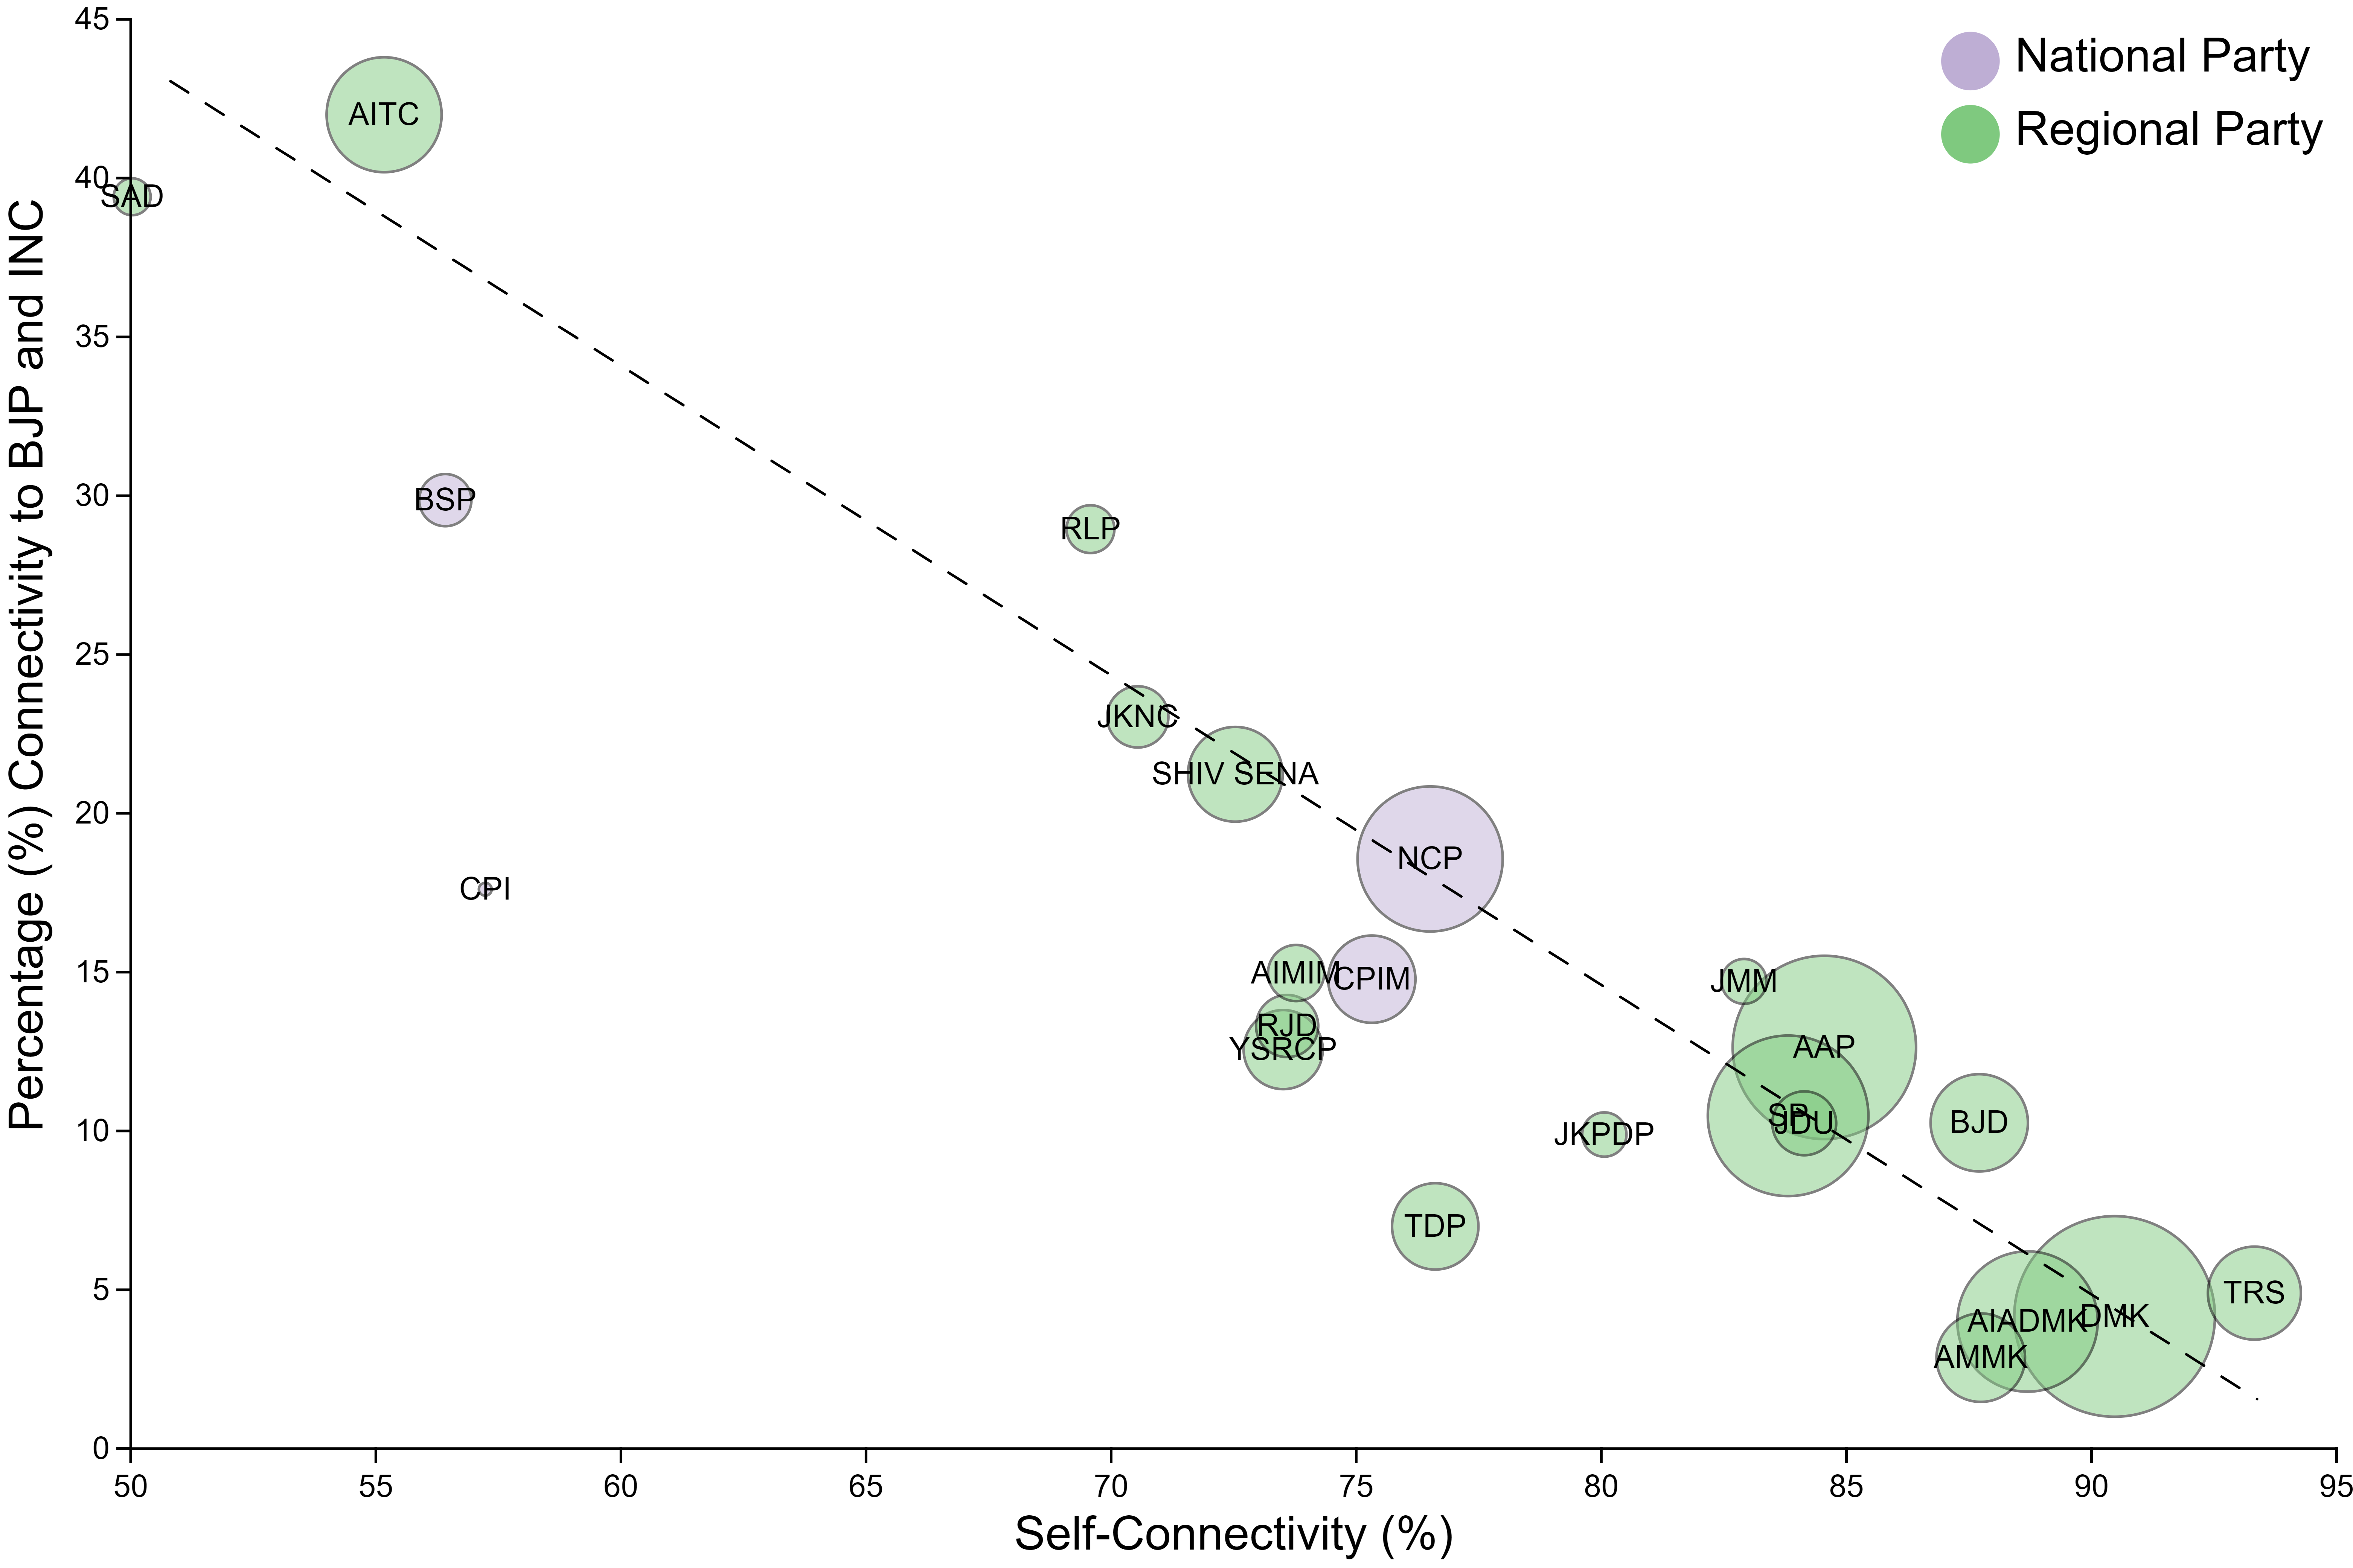 National Party
Regional Party
Percentage (%) Connectivity to BJP and INC
45
40
35
30
25
20
15
10
5
0
AITC
SAD
BSP
RLP
JKNC
SHIV SENA
NCP
CPI
AIMIM
CPIM
JMM
RJD
YSRCP
AAP
SP
JDU
BJD
JKPDP
TDP
TRS
DMK
AIADMK
AMMK
50
55
60
65
70
75
80
85
90
95
Self-Connectivity (%)